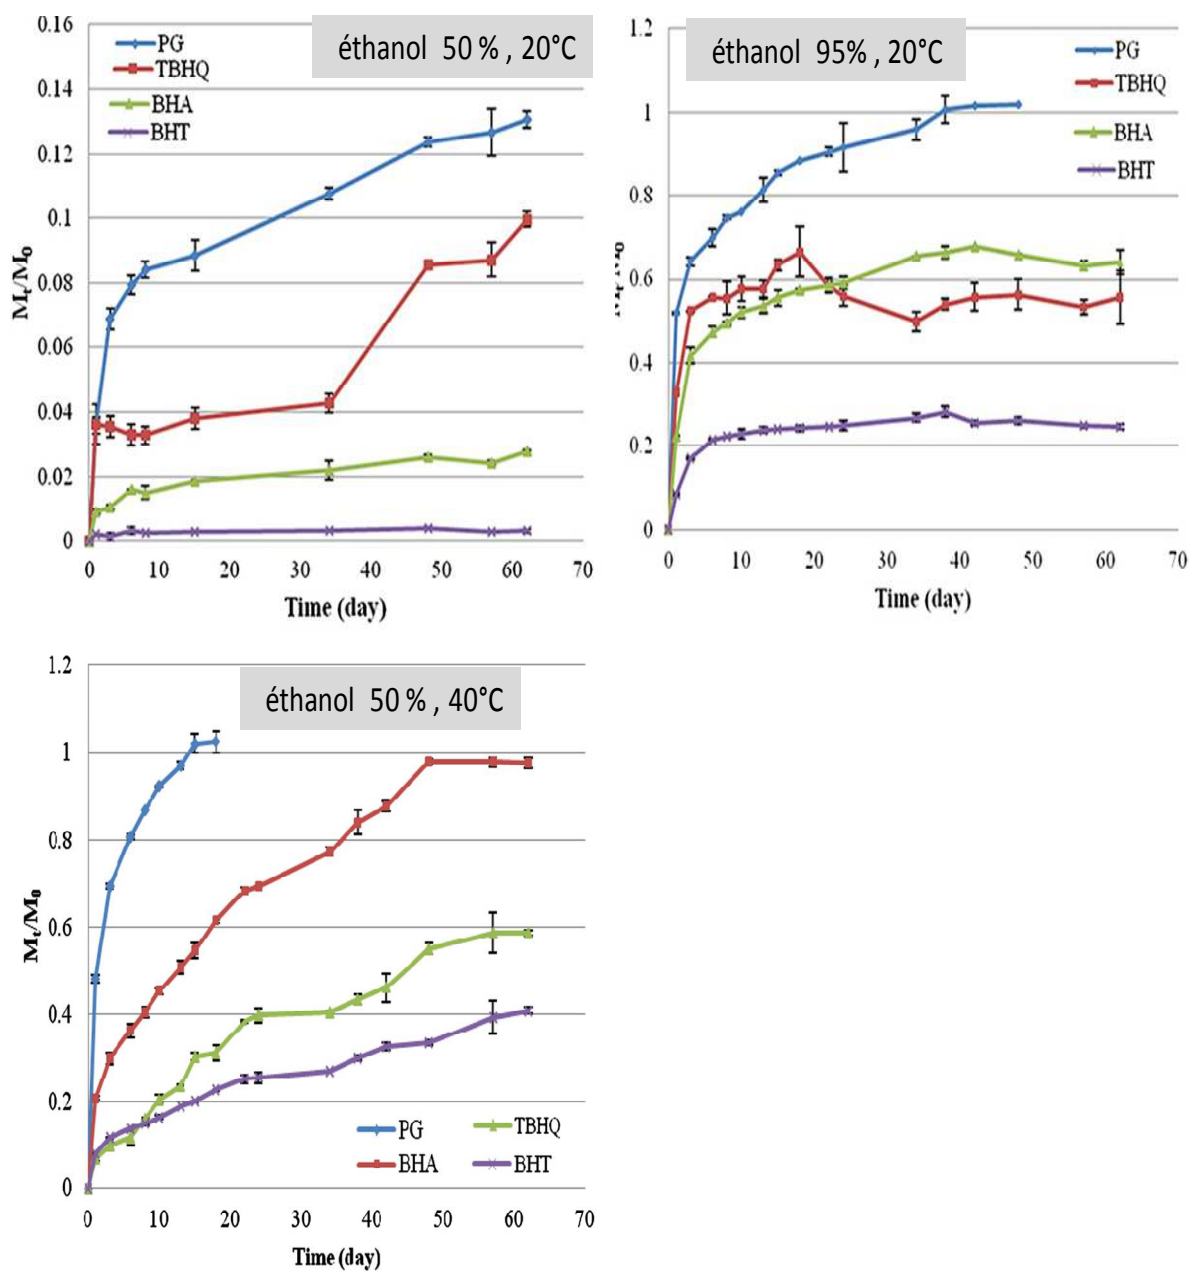 éthanol 50 % , 20°C
0.16
0.14
0.12
0.1
0.08
0.06
0.04
0.02
0
PG
TBHQ
BHA
BHT
Mt/M0
0 10 20 30 40 50 60 70
Time (day)
éthanol 95% , 20°C
1.2
1
0.8
0.6
0.4
0.2
0
PG
TBHQ
BHA
BHT
0 10 20 30 40 50 60 70
Time (day)
éthanol 50 % , 40°C
1.2
1
0.8
0.6
0.4
0.2
0
Mt/M0
PG TBHQ
BHA BHT
0 10 20 30 40 50 60 70
Time (day)